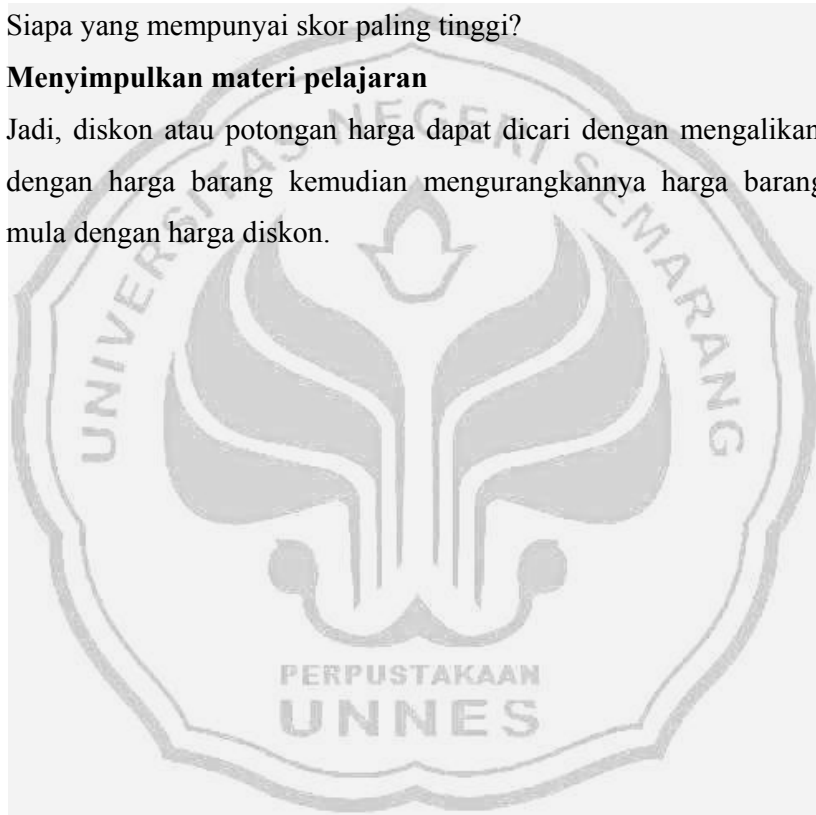 Siapa yang mempunyai skor paling tinggi?
Menyimpulkan materi pelajaran
Jadi, diskon atau potongan harga dapat dicari dengan mengalikan
dengan harga barang kemudian mengurangkannya harga barang
mula dengan harga diskon.
UNIVERSITAS NEGERI SEMARANG
PERPUSTAKAAN
UNNES